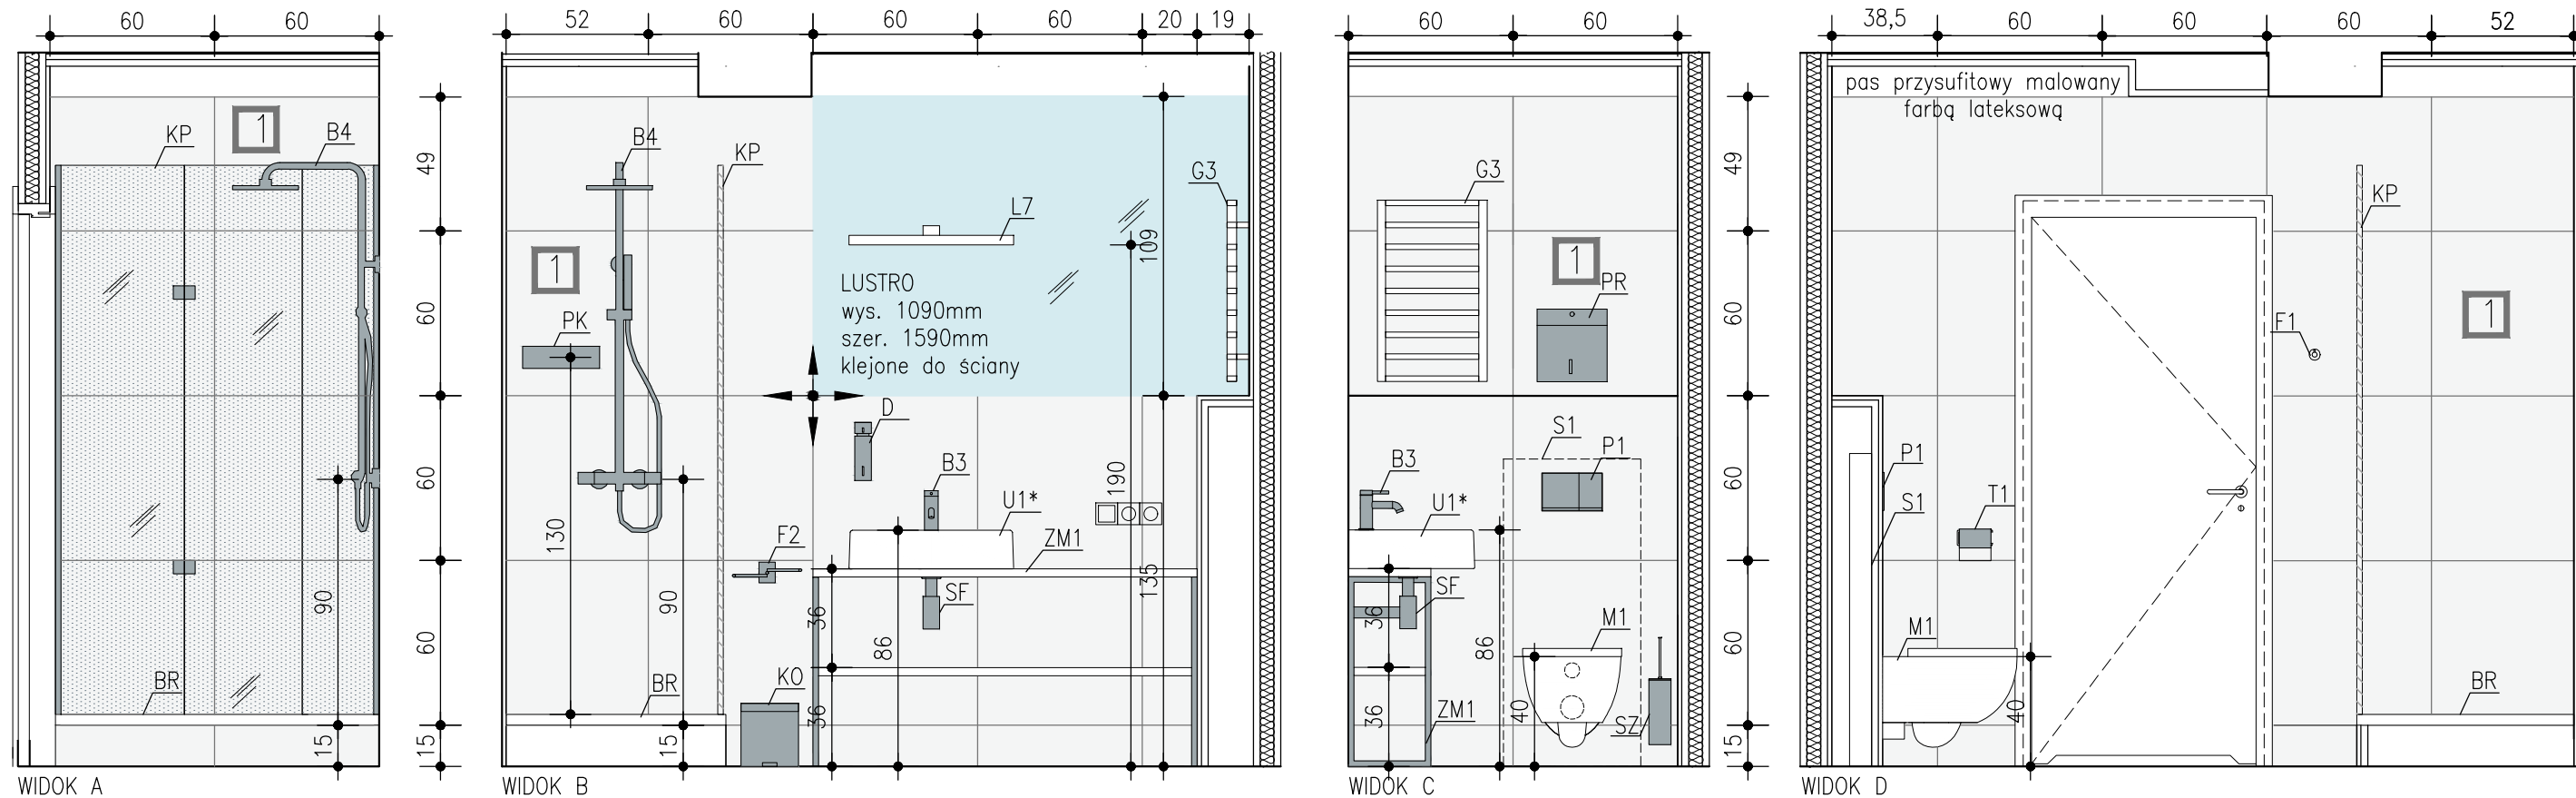 60 60
KP
1
B4
BR
90
15
49
60
60
60
15
WIDOK A
52 60 60 60 20 19
B4
KP
1
PK
130
90
15
F2
BR
KO
L7
LUSTRO
wys. 1090mm
szer. 1590mm
klejone do ściany
109
G3
D
B3
U1*
190
ZM1
SF
135
36
36
86
WIDOK B
60 60
G3
1
PR
S1
P1
B3
U1*
SF
36
36
86
ZM1
M1
40
SZ
49
60
60
60
15
WIDOK C
38,5 60 60 60 52
pas przysufitowy malowany
farbą lateksową
KP
F1
1
P1
S1
T1
M1
40
BR
WIDOK D